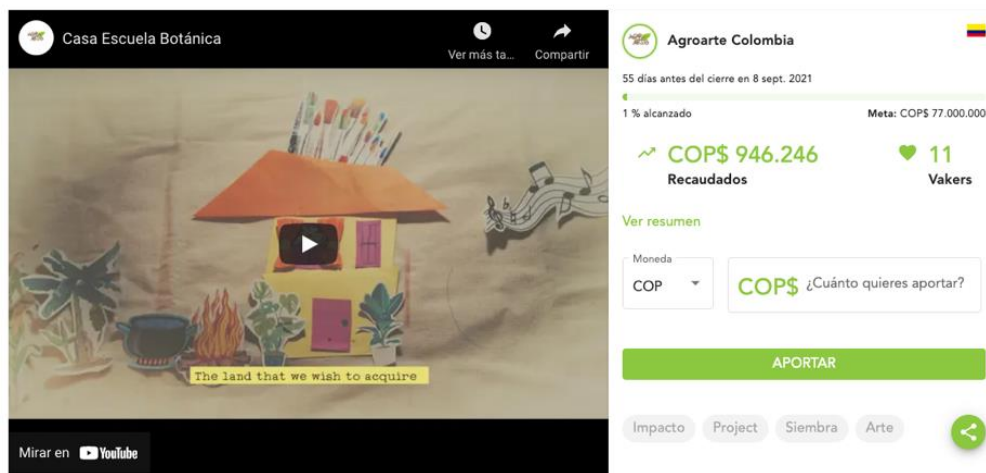 Casa Escuela Botánica
Ver más ta...
Compartir
The land that we wish to acquire
Mirar en YouTube
Agroarte Colombia
55 días antes del cierre en 8 sept. 2021
1 % alcanzado
Meta: COP$ 77.000.000
COP$ 946.246
Recaudados
11
Vakers
Ver resumen
Moneda
COP
COP$ ¿Cuánto quieres aportar?
APORTAR
Impacto Project Siembra Arte